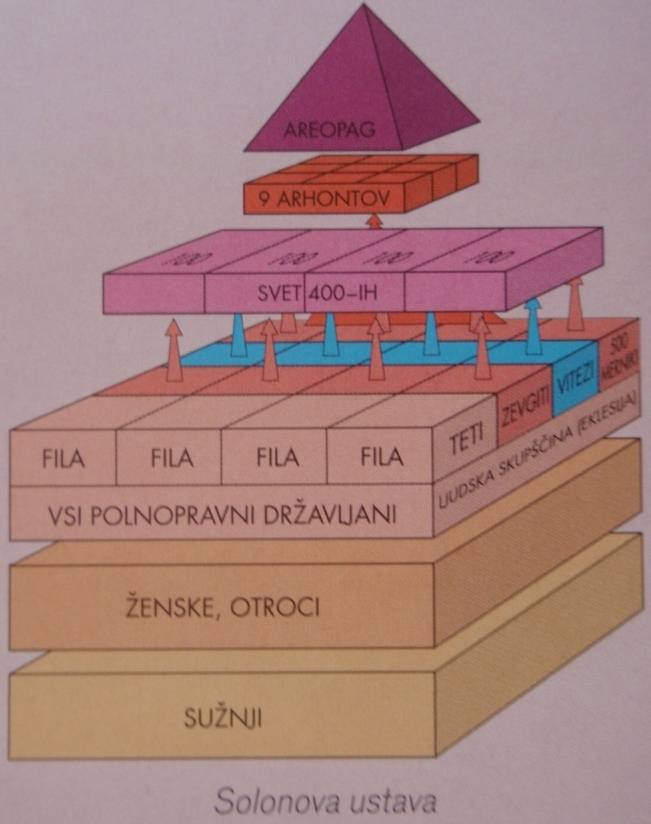 AREOPAG
9 ARHONTOV
100 100 100 100
SVET 400–IH
FILA FILA FILA FILA
TETI ZEVGITI VITEZI 500 MERNIKI
VSI POLNOPRAVNI DRŽAVLJANI
LJUDSKA SKUPŠČINA (EKLESIJA)
ŽENSKE, OTROCI
SUŽNJI
Solonova ustava